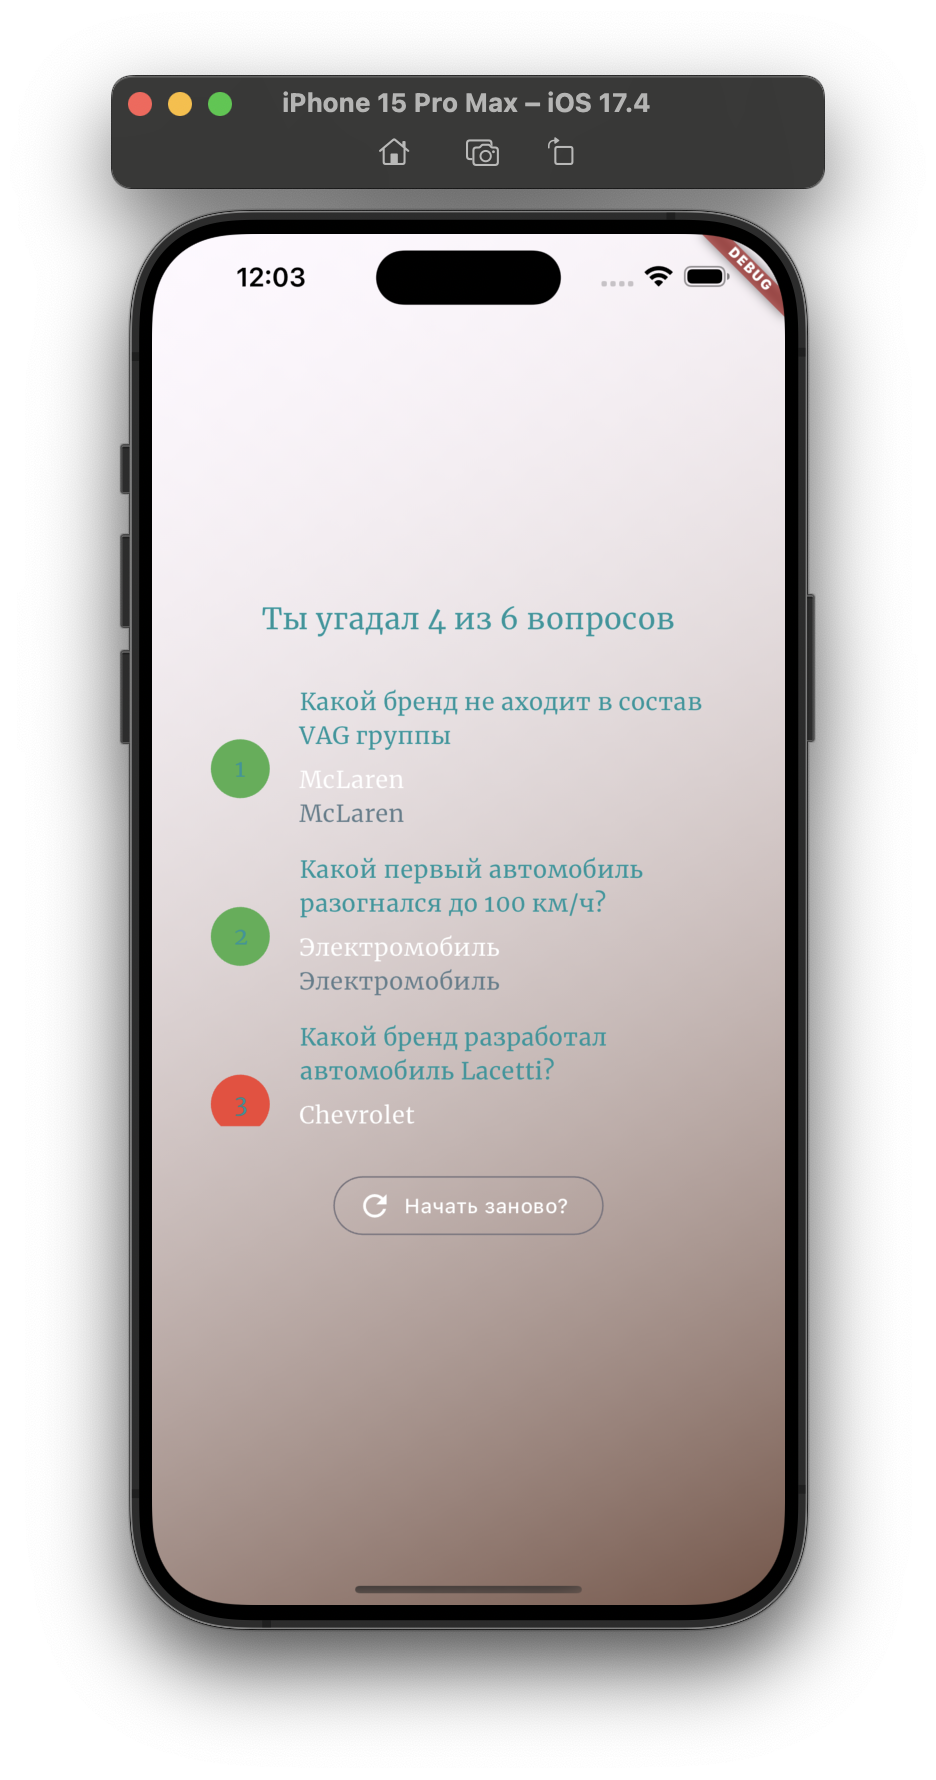 iPhone 15 Pro Max – iOS 17.4
12:03
DEBUG
Ты угадал 4 из 6 вопросов
Какой бренд не аходит в состав
VAG группы
1
McLaren
McLaren
Какой первый автомобиль
разогнался до 100 км/ч?
2
Электромобиль
Электромобиль
Какой бренд разработал
автомобиль Lacetti?
3
Chevrolet
Начать заново?